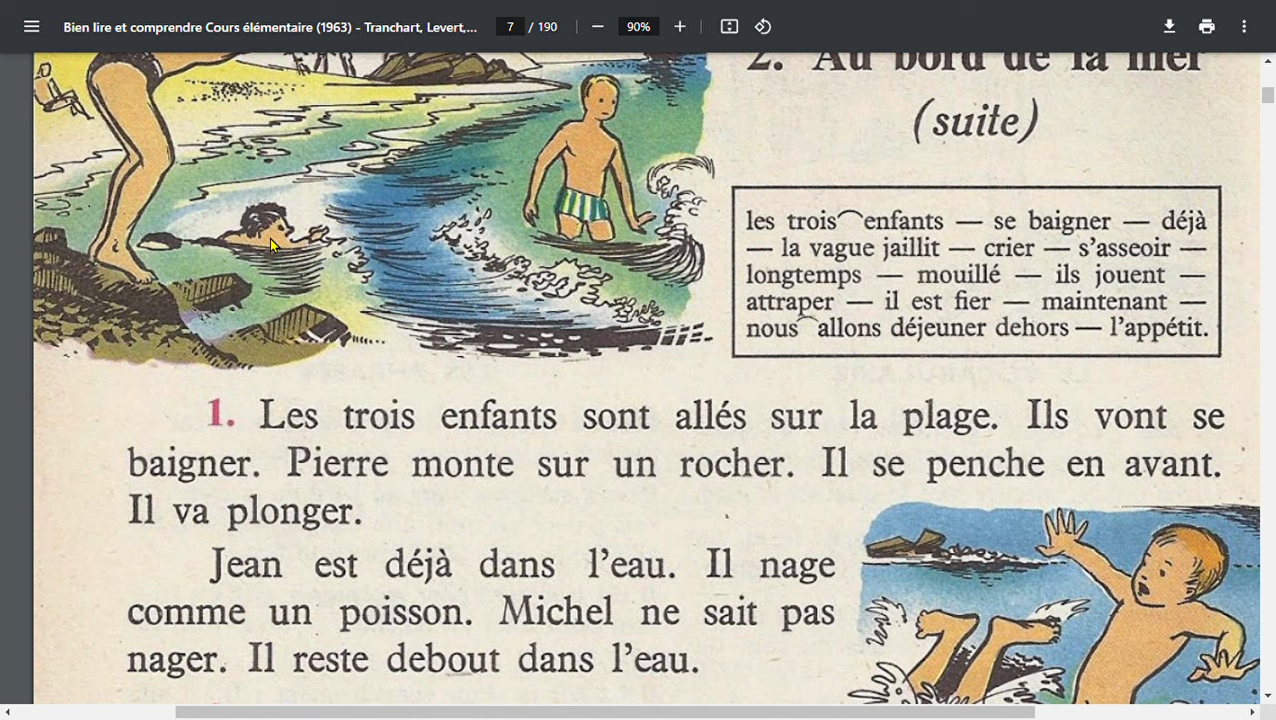 Bien lire et comprendre Cours élémentaire (1963) - Tranchart, Levert,...
7 / 190
90%
2. Au bord de la mer
(suite)
les trois enfants — se baigner — déjà
— la vague jaillit — crier — s'asseoir —
longtemps — mouillé — ils jouent —
attraper — il est fier — maintenant —
nous allons déjeuner dehors — l'appétit.
1. Les trois enfants sont allés sur la plage. Ils vont se
baigner. Pierre monte sur un rocher. Il se penche en avant.
Il va plonger.
Jean est déjà dans l'eau. Il nage
comme un poisson. Michel ne sait pas
nager. Il reste debout dans l'eau.